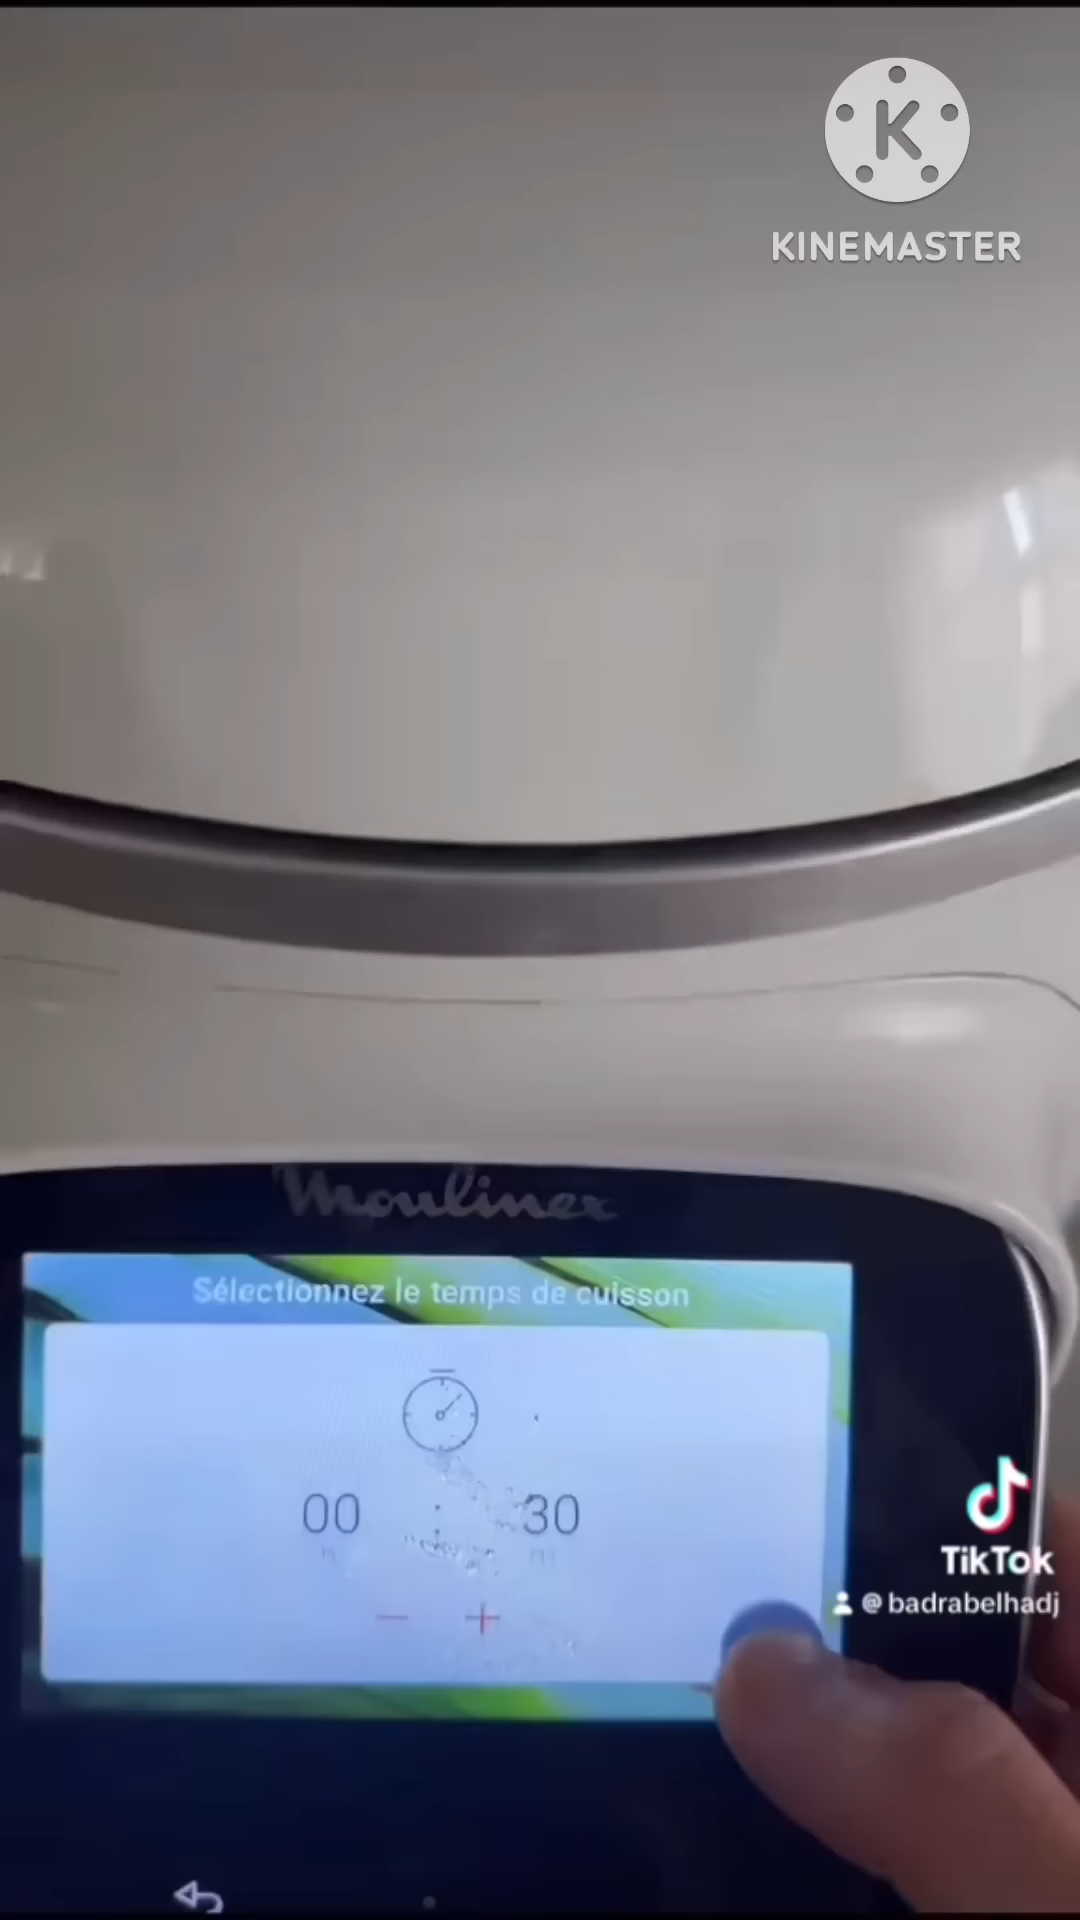 K
KINEMASTER
Moulinex
Sélectionnez le temps de cuisson
00 : 30
TikTok
@badrabelhadj